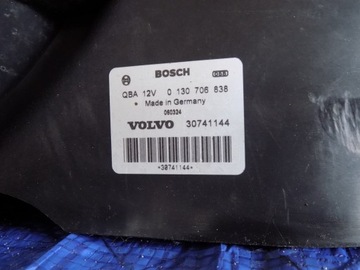 BOSCH
QBA 12V 0 130 706 838
Made in Germany
090324
VOLVO 30741144
*30741144*